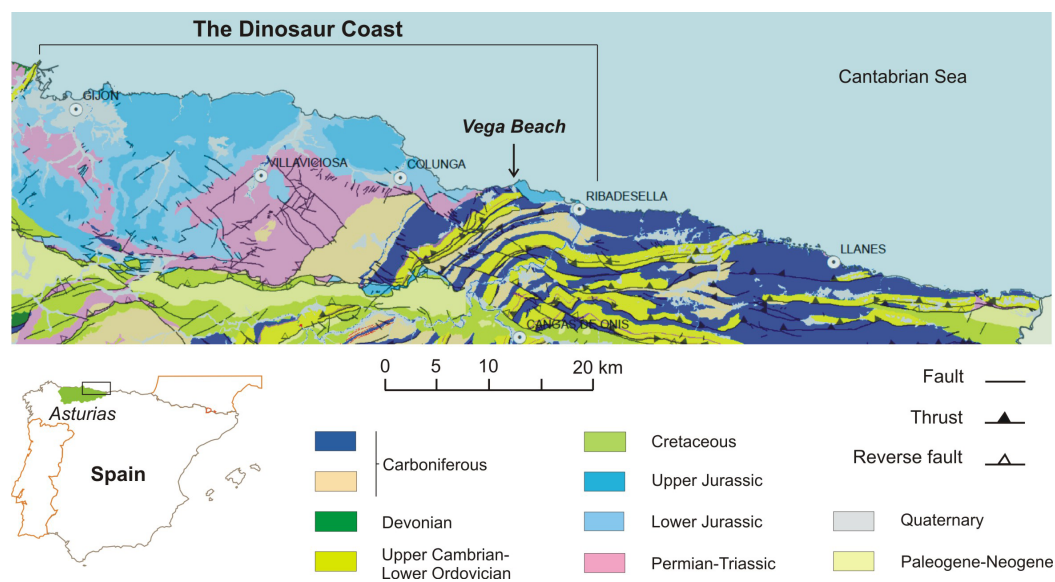 The Dinosaur Coast
Cantabrian Sea
GIJÓN
Vega Beach
VILLAVICIOSA
COLUNGA
RIBADESELLA
LLANES
CANGAS DE ONIS
0 5 10 20 km
Asturias
Spain
Carboniferous
Devonian
Upper Cambrian-
Lower Ordovician
Cretaceous
Upper Jurassic
Lower Jurassic
Permian-Triassic
Fault
Thrust
Reverse fault
Quaternary
Paleogene-Neogene